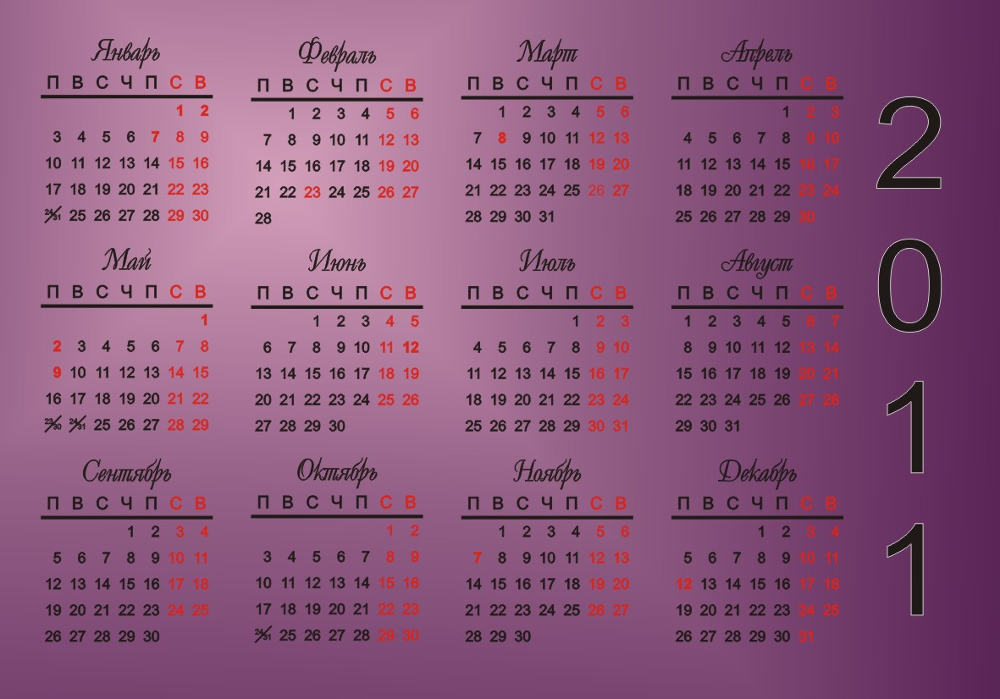 Январь
П В С Ч П С В
1 2
3 4 5 6 7 8 9
10 11 12 13 14 15 16
17 18 19 20 21 22 23
24/31 25 26 27 28 29 30
Февраль
П В С Ч П С В
1 2 3 4 5 6
7 8 9 10 11 12 13
14 15 16 17 18 19 20
21 22 23 24 25 26 27
28
Март
П В С Ч П С В
1 2 3 4 5 6
7 8 9 10 11 12 13
14 15 16 17 18 19 20
21 22 23 24 25 26 27
28 29 30 31
Апрель
П В С Ч П С В
1 2 3
4 5 6 7 8 9 10
11 12 13 14 15 16 17
18 19 20 21 22 23 24
25 26 27 28 29 30
Май
П В С Ч П С В
1
2 3 4 5 6 7 8
9 10 11 12 13 14 15
16 17 18 19 20 21 22
23/30 24/31 25 26 27 28 29
Июнь
П В С Ч П С В
1 2 3 4 5
6 7 8 9 10 11 12
13 14 15 16 17 18 19
20 21 22 23 24 25 26
27 28 29 30
Июль
П В С Ч П С В
1 2 3
4 5 6 7 8 9 10
11 12 13 14 15 16 17
18 19 20 21 22 23 24
25 26 27 28 29 30 31
Август
П В С Ч П С В
1 2 3 4 5 6 7
8 9 10 11 12 13 14
15 16 17 18 19 20 21
22 23 24 25 26 27 28
29 30 31
Сентябрь
П В С Ч П С В
1 2 3 4
5 6 7 8 9 10 11
12 13 14 15 16 17 18
19 20 21 22 23 24 25
26 27 28 29 30
Октябрь
П В С Ч П С В
1 2
3 4 5 6 7 8 9
10 11 12 13 14 15 16
17 18 19 20 21 22 23
24/31 25 26 27 28 29 30
Ноябрь
П В С Ч П С В
1 2 3 4 5 6
7 8 9 10 11 12 13
14 15 16 17 18 19 20
21 22 23 24 25 26 27
28 29 30
Декабрь
П В С Ч П С В
1 2 3 4
5 6 7 8 9 10 11
12 13 14 15 16 17 18
19 20 21 22 23 24 25
26 27 28 29 30 31
2
0
1
1